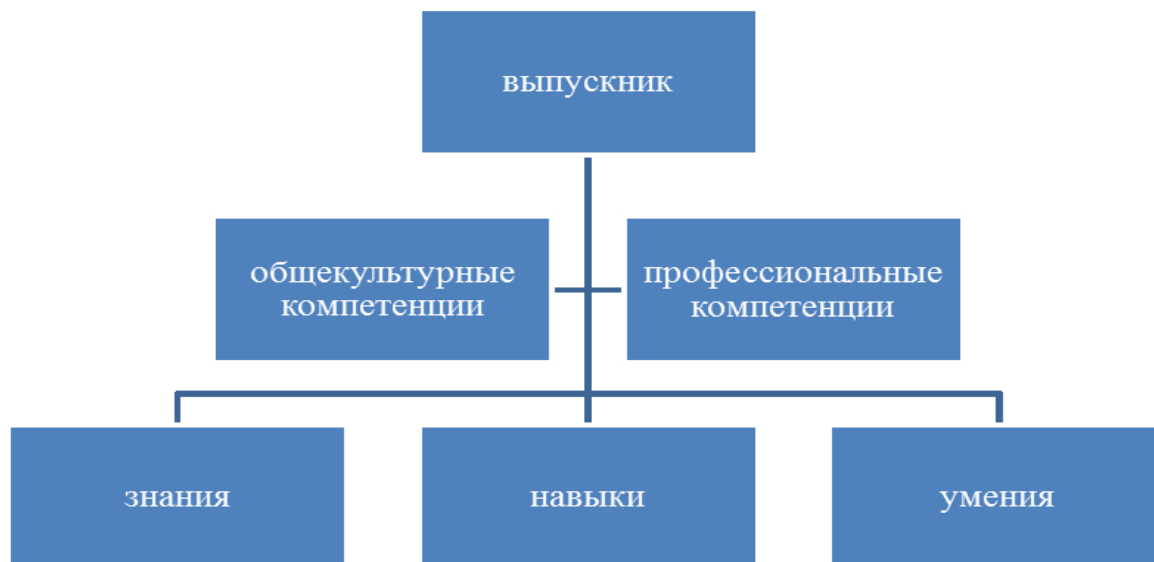 выпускник
общекультурные
компетенции
профессиональные
компетенции
знания
навыки
умения